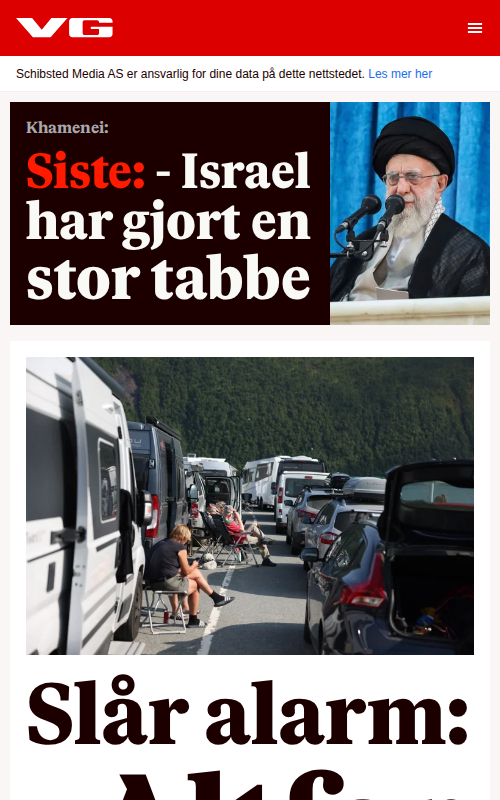 VG
Schibsted Media AS er ansvarlig for dine data på dette nettstedet. Les mer her
Khamenei:
Siste: - Israel
har gjort en
stor tabbe
Slår alarm: